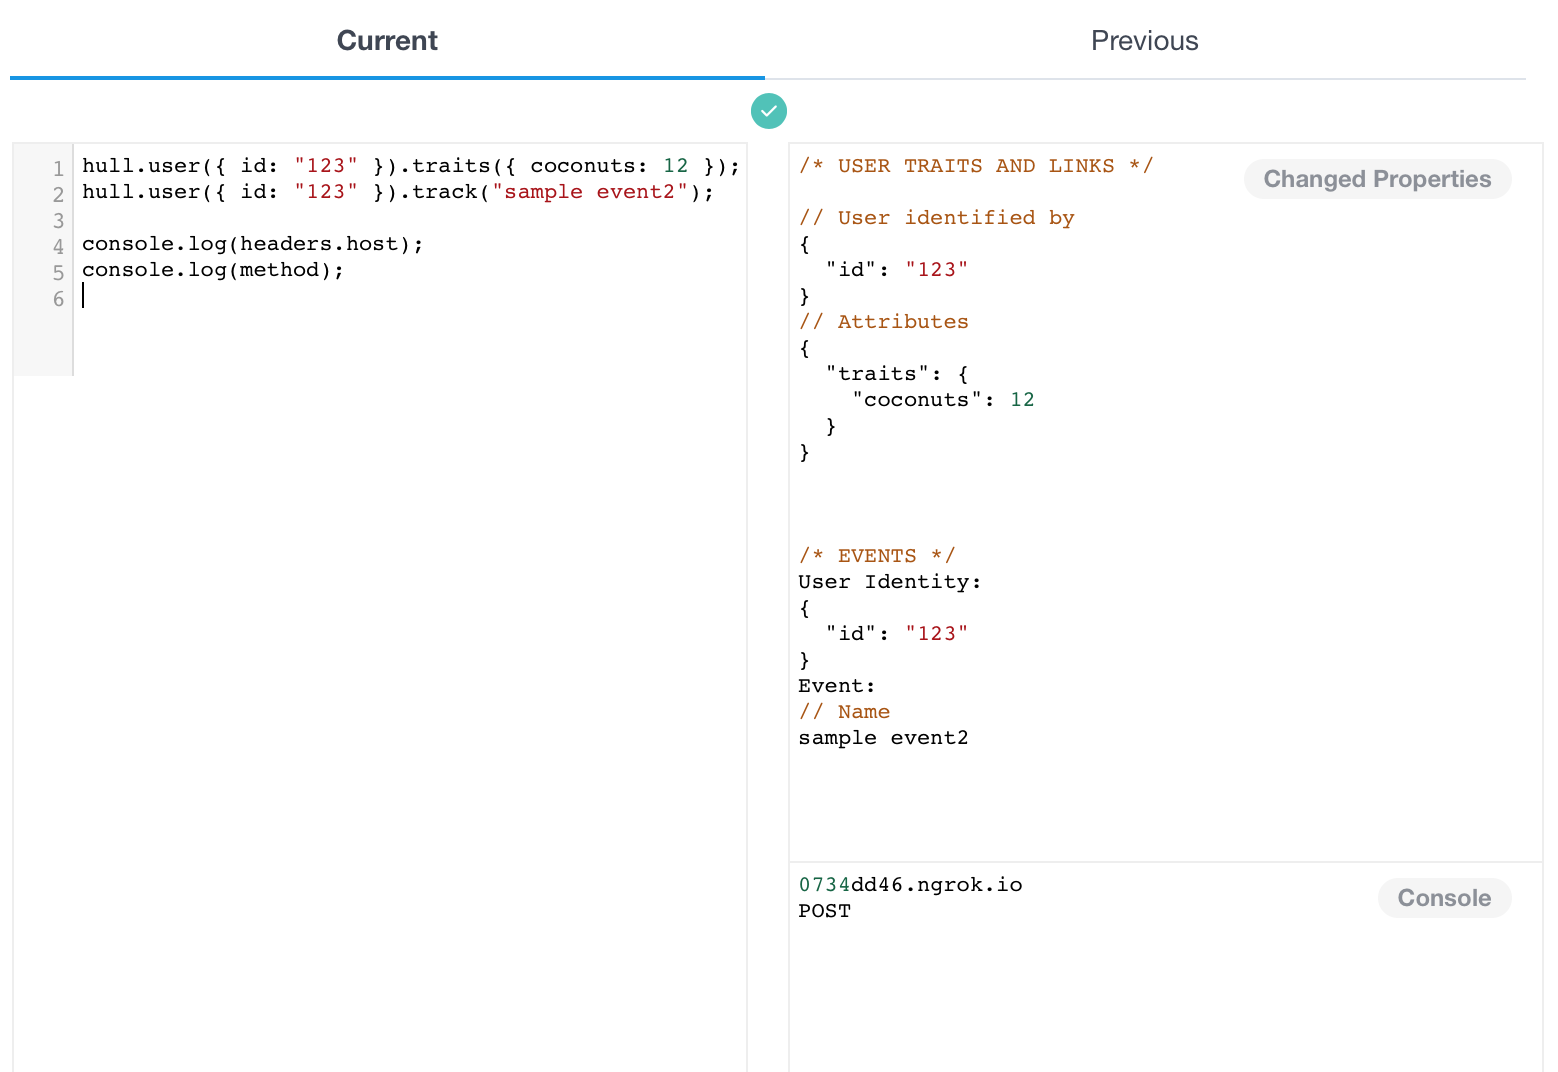 Current
Previous
1 hull.user({ id: "123" }).traits({ coconuts: 12 });
2 hull.user({ id: "123" }).track("sample event2");
3
4 console.log(headers.host);
5 console.log(method);
6
/* USER TRAITS AND LINKS */
Changed Properties
// User identified by
{
  "id": "123"
}
// Attributes
{
  "traits": {
    "coconuts": 12
  }
}
/* EVENTS */
User Identity:
{
  "id": "123"
}
Event:
// Name
sample event2
0734dd46.ngrok.io
Console
POST